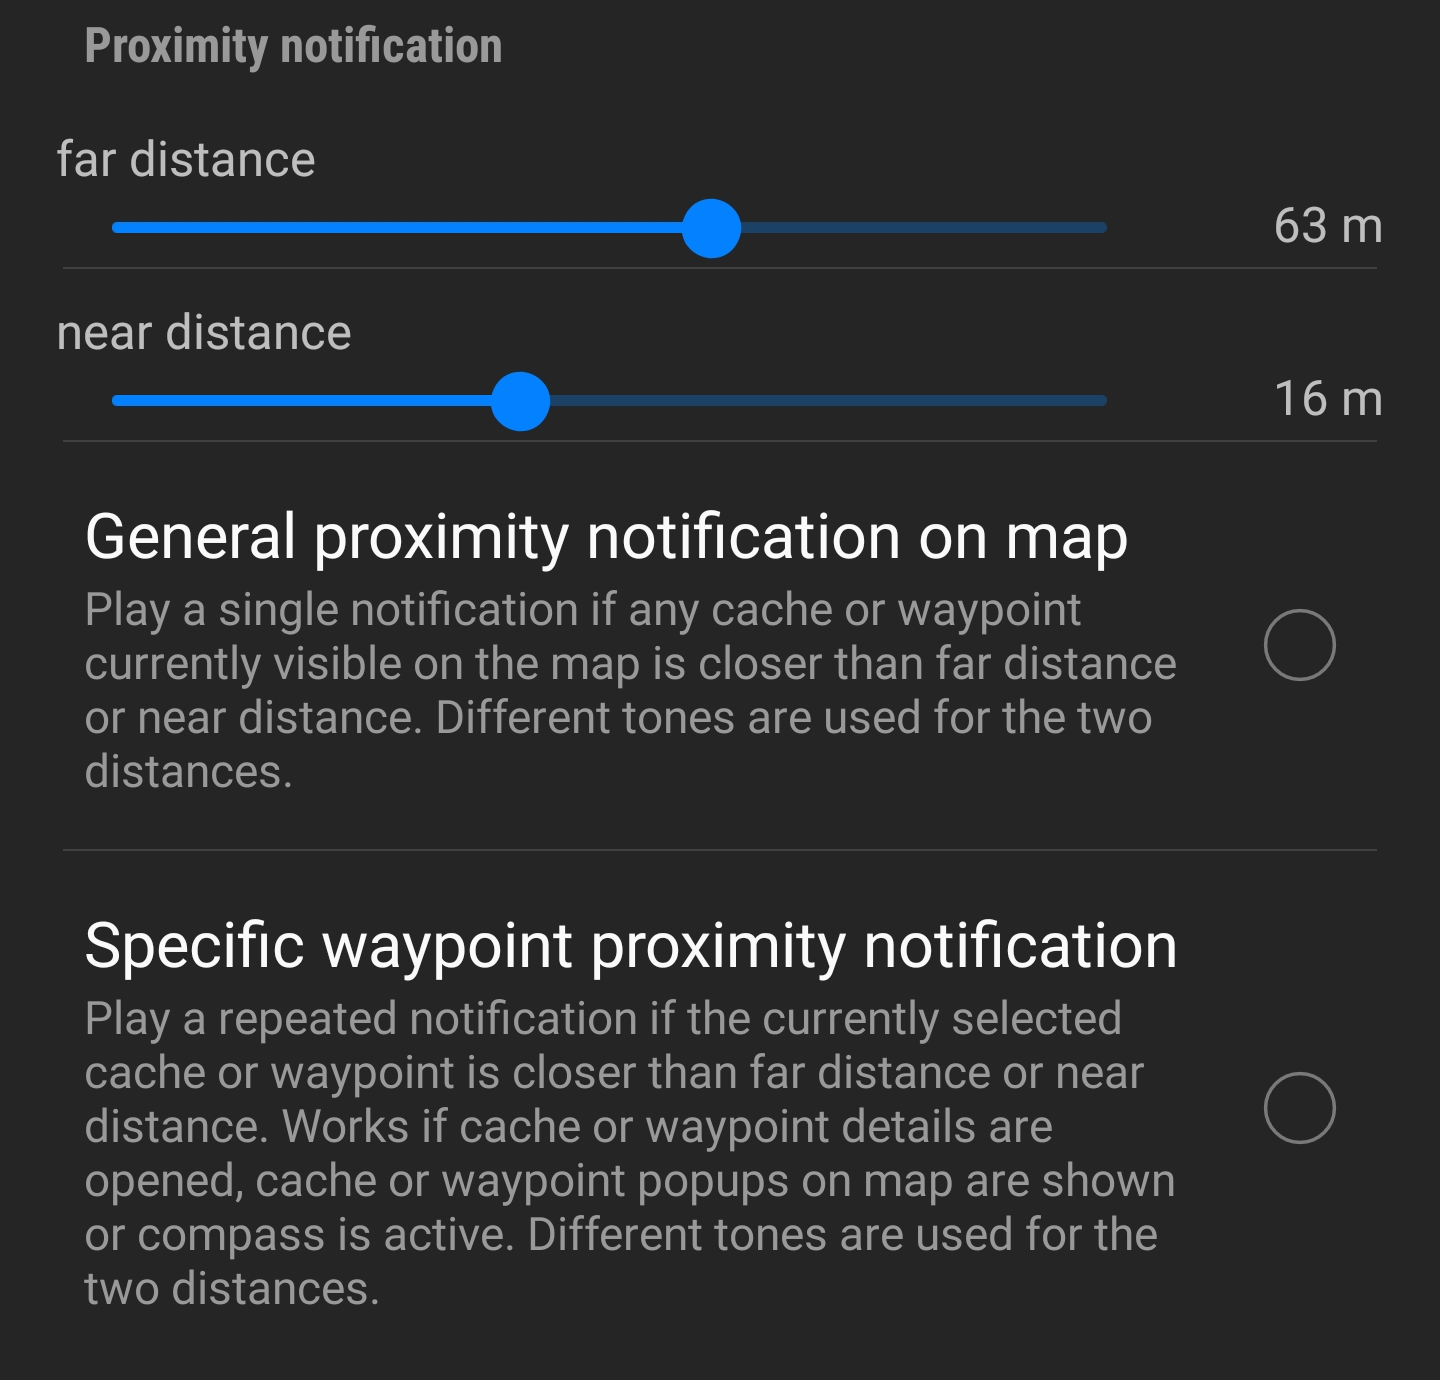 Proximity notification
far distance
63 m
near distance
16 m
General proximity notification on map
Play a single notification if any cache or waypoint
currently visible on the map is closer than far distance
or near distance. Different tones are used for the two
distances.
Specific waypoint proximity notification
Play a repeated notification if the currently selected
cache or waypoint is closer than far distance or near
distance. Works if cache or waypoint details are
opened, cache or waypoint popups on map are shown
or compass is active. Different tones are used for the
two distances.